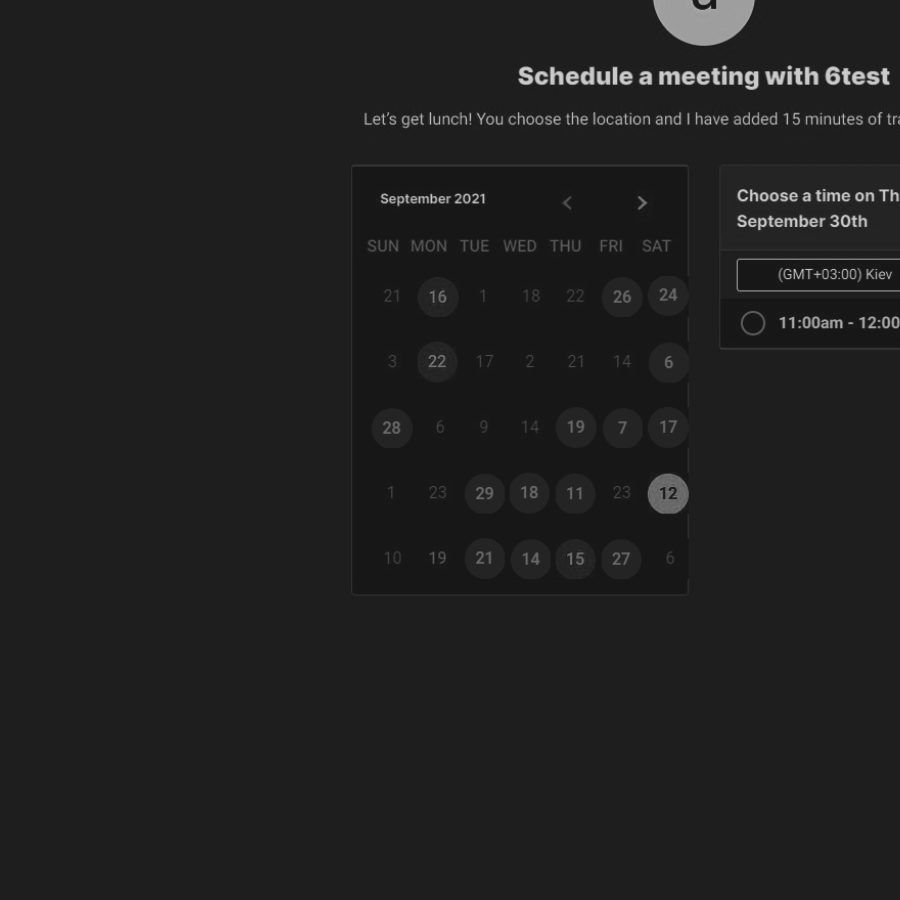 Schedule a meeting with 6test
Let's get lunch! You choose the location and I have added 15 minutes of
September 2021
SUN MON TUE WED THU FRI SAT
21 16 1 18 22 26 24
3 22 17 2 21 14 6
28 6 9 14 19 7 17
1 23 29 18 11 23 12
10 19 21 14 15 27 6
Choose a time on Th
September 30th
(GMT+03:00) Kiev
11:00am - 12:00